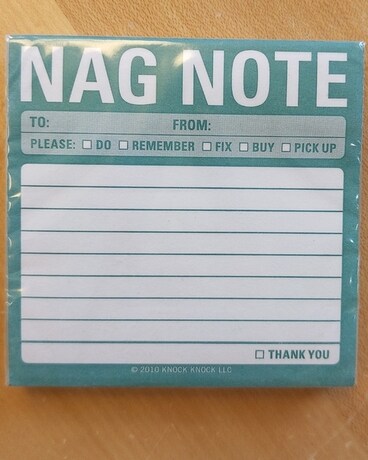 NAG NOTE
TO: FROM:
PLEASE: ☐ DO ☐ REMEMBER ☐ FIX ☐ BUY ☐ PICK UP
☐ THANK YOU
© 2010 KNOCK KNOCK LLC